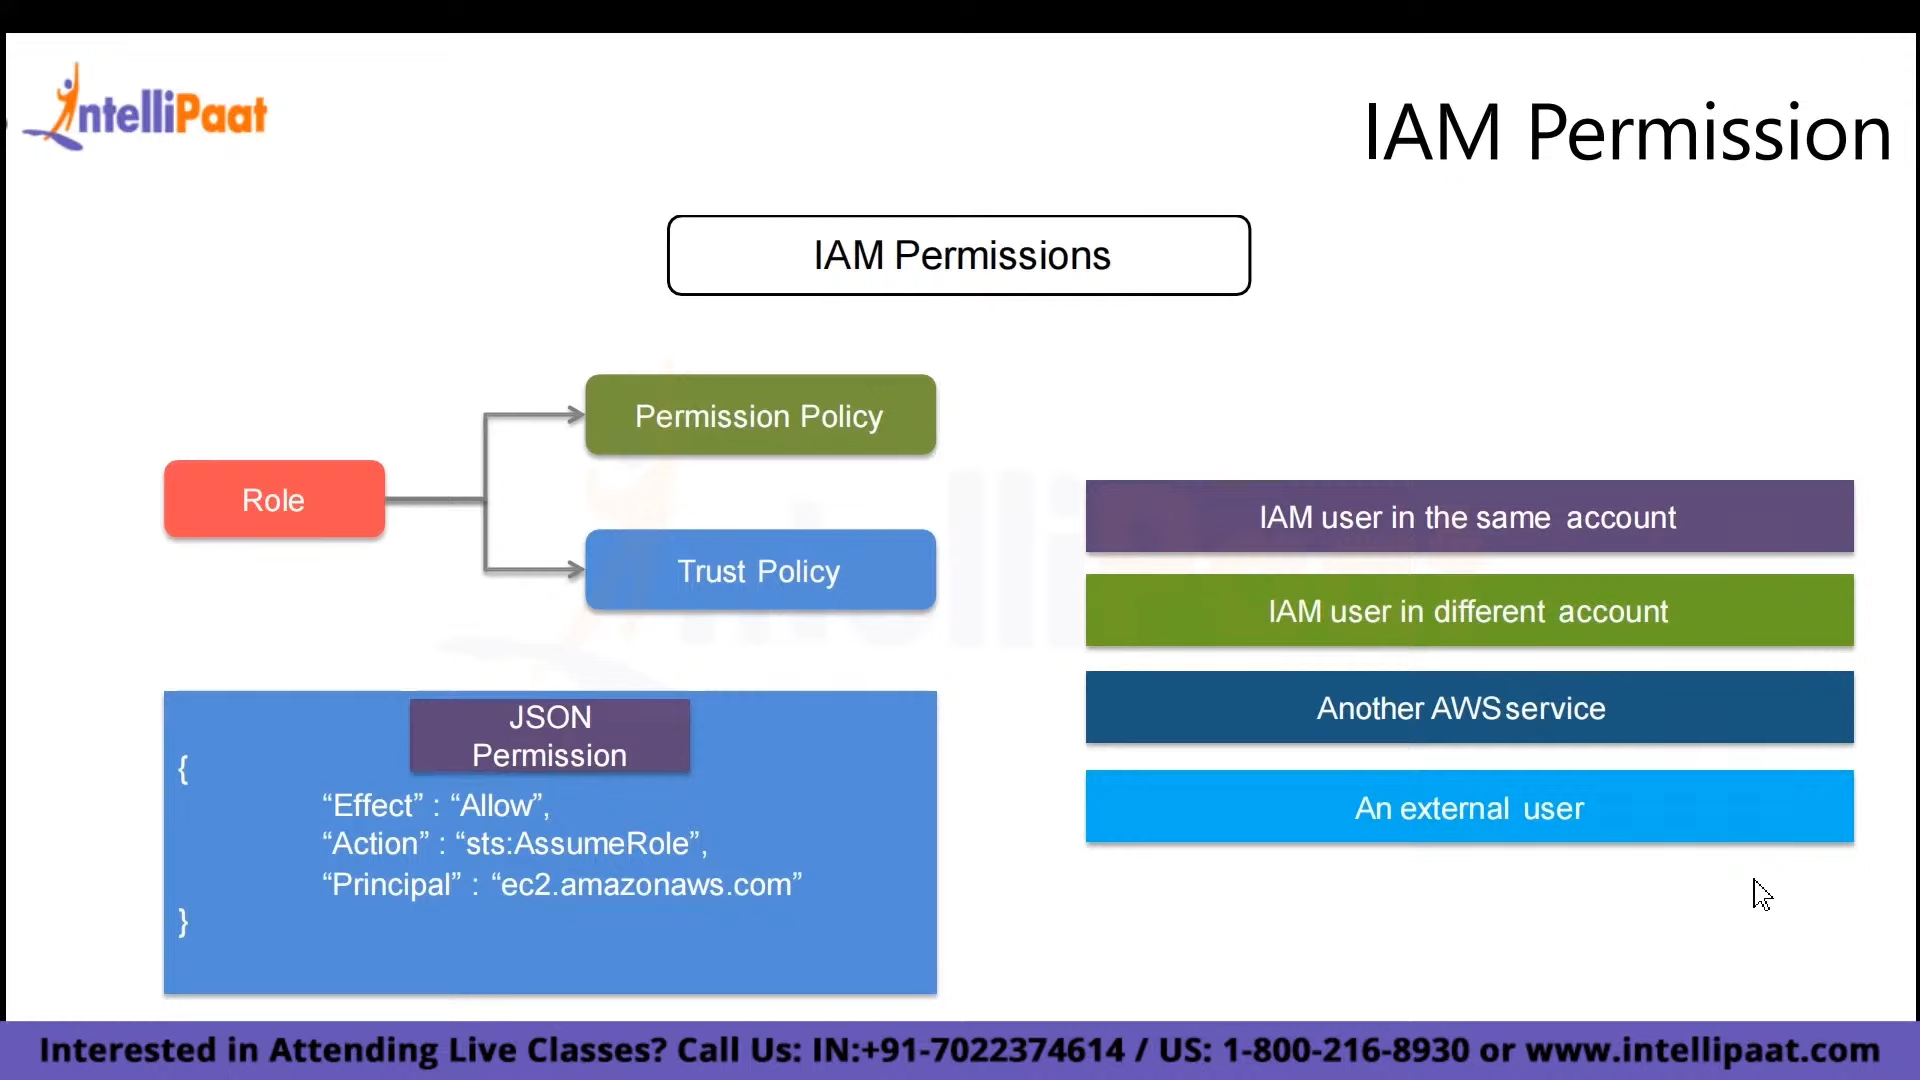 IntelliPaat
IAM Permission
IAM Permissions
Permission Policy
Role
Trust Policy
IAM user in the same account
IAM user in different account
Another AWS service
An external user
JSON
Permission
{
“Effect” : “Allow”,
“Action” : “sts:AssumeRole”,
“Principal” : “ec2.amazonaws.com”
}
Interested in Attending Live Classes? Call Us: IN:+91-7022374614 / US: 1-800-216-8930 or www.intellipaat.com